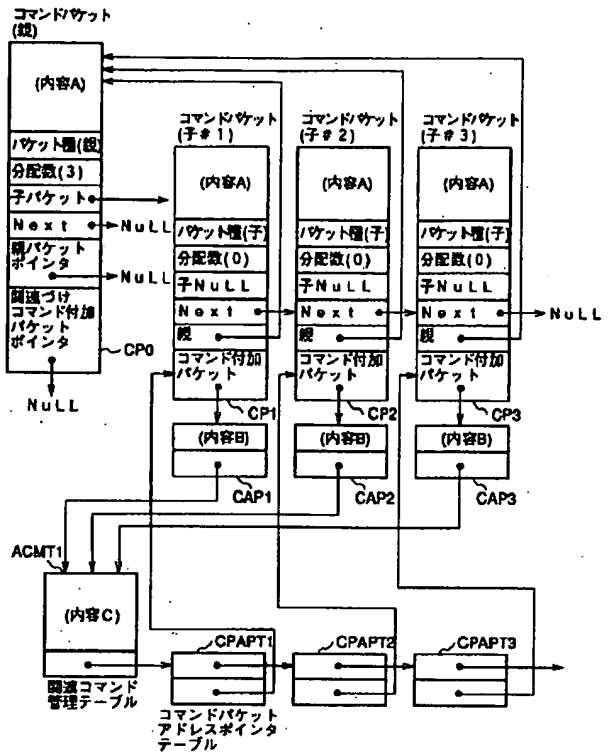 コマンドパケット
(親)
(内容A)
パケット種(親)
分配数(3)
子パケット
Next
NuLL
親パケット
ポインタ
NuLL
関連づけ
コマンド付加
パケット
ポインタ
CP0
NuLL
コマンドパケット
(子#1)
(内容A)
パケット種(子)
分配数(0)
子NuLL
Next
親
コマンド付加
パケット
CP1
(内容B)
CAP1
コマンドパケット
(子#2)
(内容A)
パケット種(子)
分配数(0)
子NuLL
Next
親
コマンド付加
パケット
CP2
(内容B)
CAP2
コマンドパケット
(子#3)
(内容A)
パケット種(子)
分配数(0)
子NuLL
Next
NuLL
親
コマンド付加
パケット
CP3
(内容B)
CAP3
ACMT1
(内容C)
関連コマンド
管理テーブル
CPAPT1
コマンドパケット
アドレスポインタ
テーブル
CPAPT2
CPAPT3